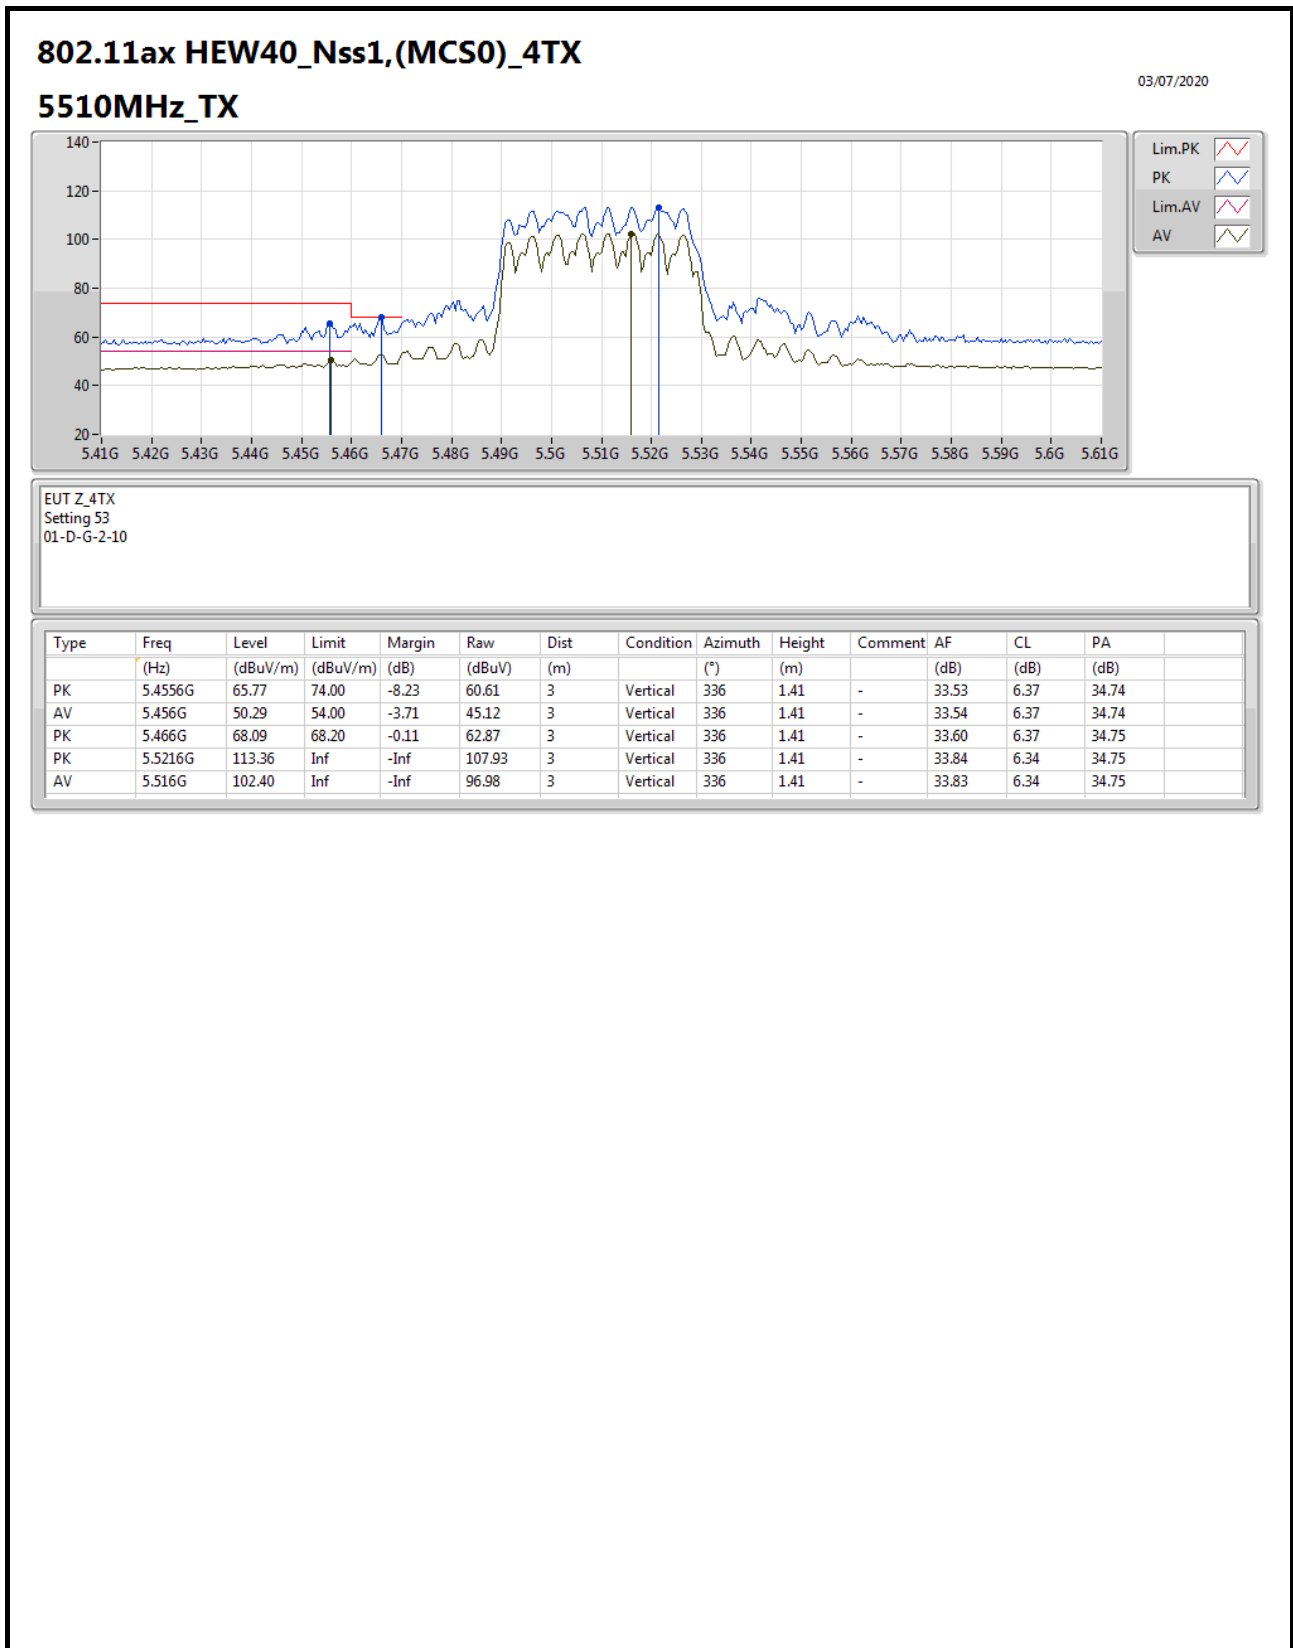 802.11ax HEW40_Nss1,(MCS0)_4TX
03/07/2020
5510MHz_TX
140
120
100
80
60
40
20
5.41G 5.42G 5.43G 5.44G 5.45G 5.46G 5.47G 5.48G 5.49G 5.5G 5.51G 5.52G 5.53G 5.54G 5.55G 5.56G 5.57G 5.58G 5.59G 5.6G 5.61G
Lim.PK
PK
Lim.AV
AV
EUT Z_4TX
Setting 53
01-D-G-2-10
Type Freq Level Limit Margin Raw Dist Condition Azimuth Height Comment AF CL PA
(Hz) (dBuV/m) (dBuV/m) (dB) (dBuV) (m) (°) (m) (dB) (dB) (dB)
PK 5.4556G 65.77 74.00 -8.23 60.61 3 Vertical 336 1.41 - 33.53 6.37 34.74
AV 5.456G 50.29 54.00 -3.71 45.12 3 Vertical 336 1.41 - 33.54 6.37 34.74
PK 5.466G 68.09 68.20 -0.11 62.87 3 Vertical 336 1.41 - 33.60 6.37 34.75
PK 5.5216G 113.36 Inf -Inf 107.93 3 Vertical 336 1.41 - 33.84 6.34 34.75
AV 5.516G 102.40 Inf -Inf 96.98 3 Vertical 336 1.41 - 33.83 6.34 34.75